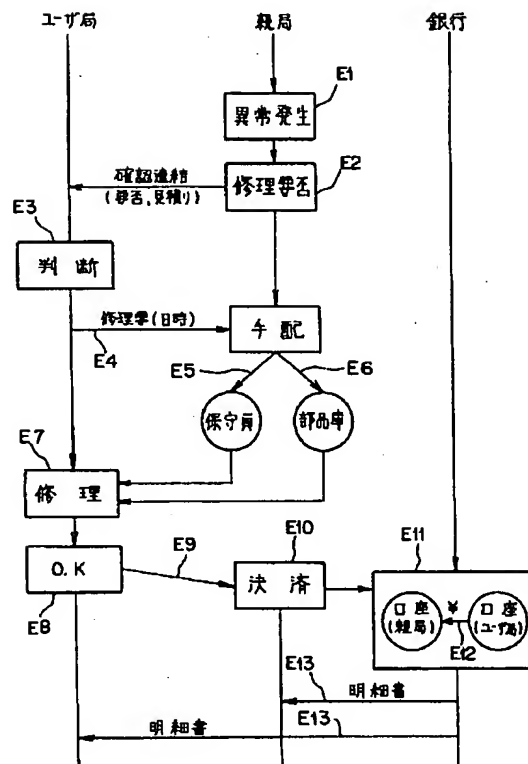 ユーザ局
親局
銀行
E1
異常発生
E2
修理要否
確認連絡
(要否,見積り)
E3
判断
修理要(日時)
E4
手配
E5
E6
保守員
部品庫
E7
修理
E9
E10
E11
O.K
E8
決済
口座
(親局)
¥
口座
(ユーザ局)
E12
E13
明細書
E13
明細書